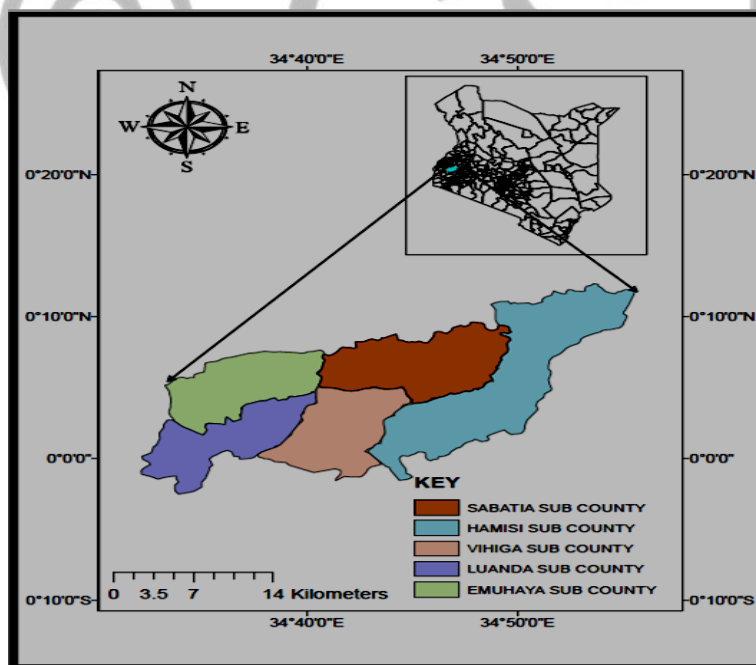 34°40'0"E 34°50'0"E
N
W E
S
0°20'0"N 0°20'0"N
0°10'0"N 0°10'0"N
0°0'0" 0°0'0"
KEY
SABATIA SUB COUNTY
HAMISI SUB COUNTY
VIHIGA SUB COUNTY
LUANDA SUB COUNTY
EMUHAYA SUB COUNTY
0 3.5 7 14 Kilometers
0°10'0"S 0°10'0"S
34°40'0"E 34°50'0"E